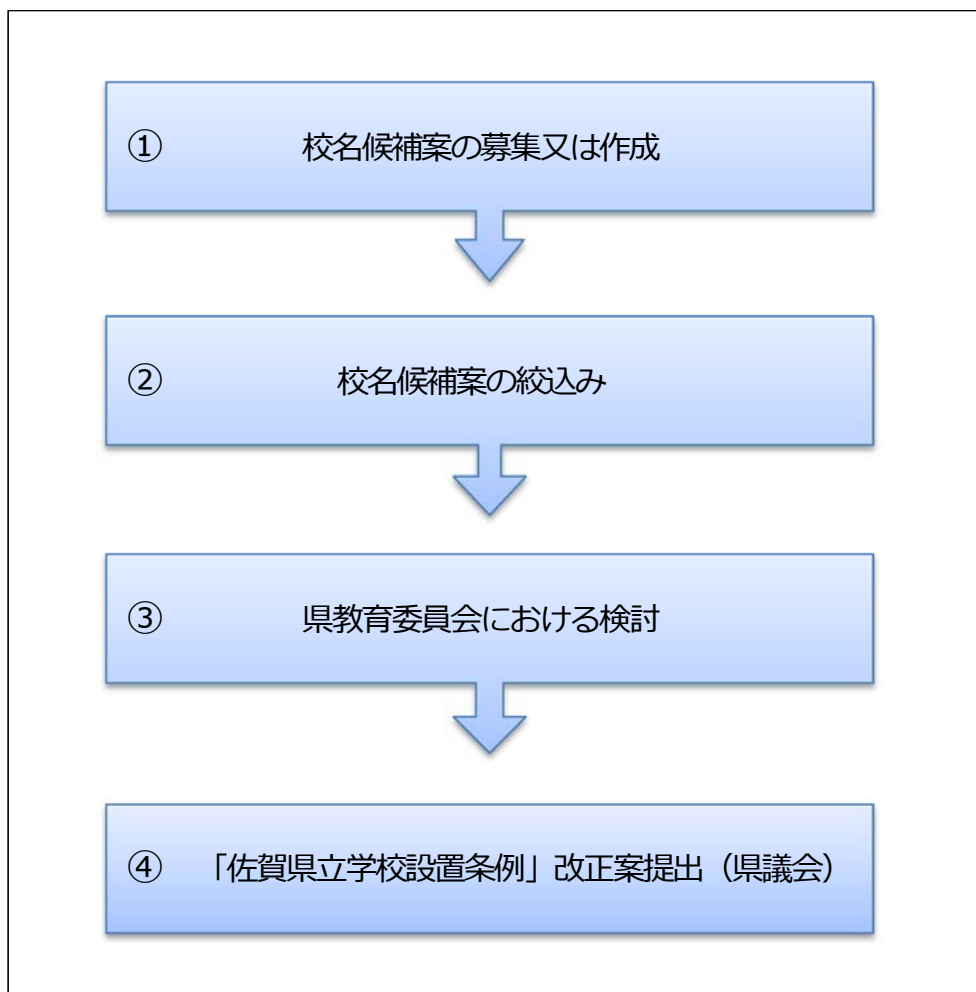 ① 校名候補案の募集又は作成
② 校名候補案の絞込み
③ 県教育委員会における検討
④ 「佐賀県立学校設置条例」改正案提出（県議会）